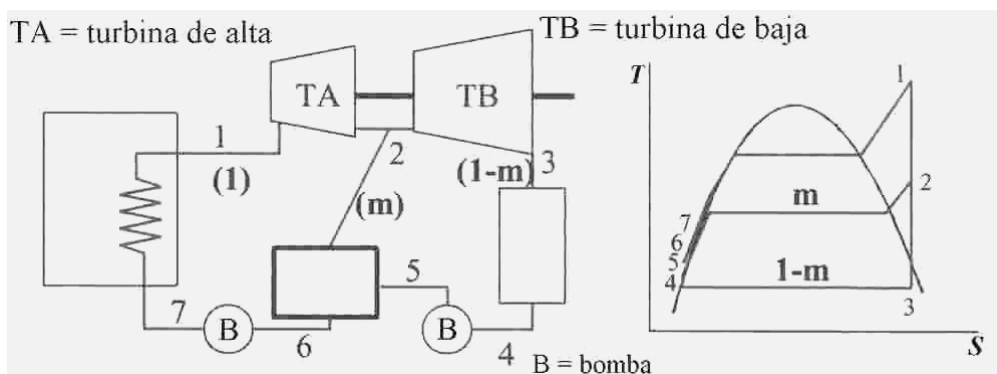 TA = turbina de alta
TB = turbina de baja
TA
TB
1
(1)
2
(m)
(1-m)
3
5
7
B
6
B
4
B = bomba
T
1
m
2
7
6
5
4
1-m
3
S